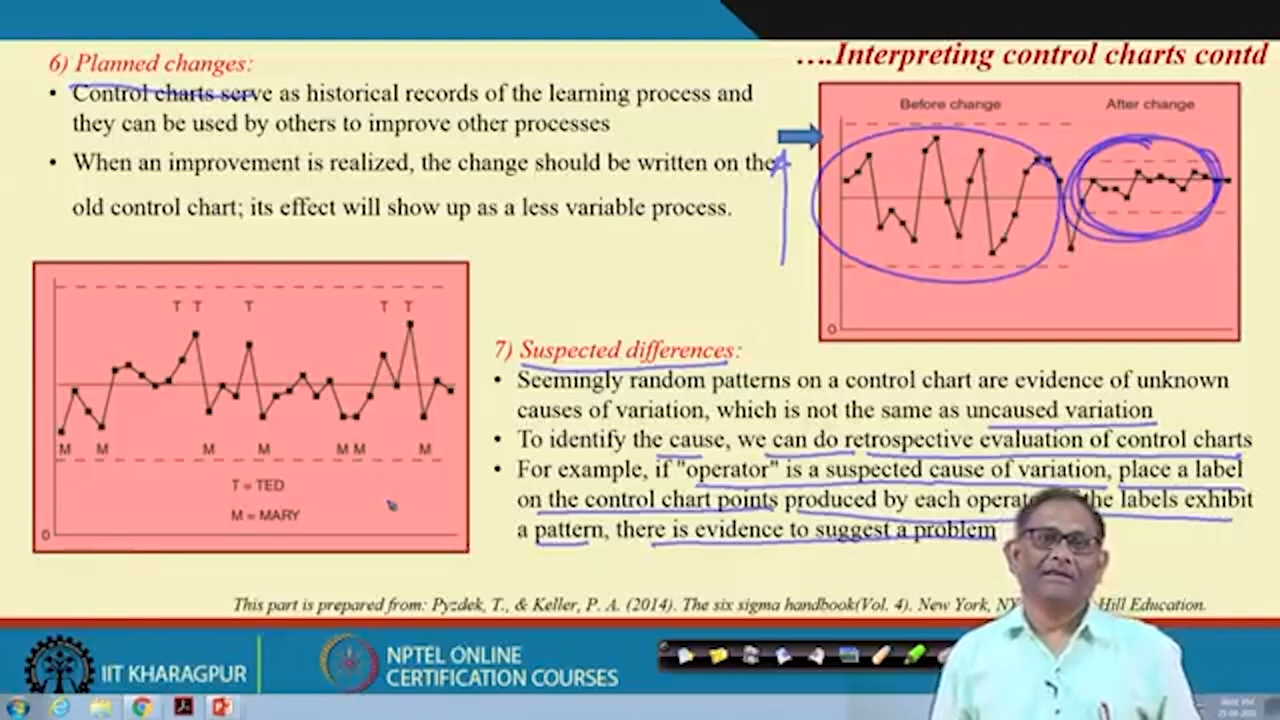 6) Planned changes:
• Control charts serve as historical records of the learning process and
they can be used by others to improve other processes
• When an improvement is realized, the change should be written on the
old control chart; its effect will show up as a less variable process.
….Interpreting control charts contd
Before change
After change
0
T T T T T
M M M M M M M
T = TED
M = MARY
0
7) Suspected differences:
• Seemingly random patterns on a control chart are evidence of unknown
causes of variation, which is not the same as uncaused variation
• To identify the cause, we can do retrospective evaluation of control charts
• For example, if "operator" is a suspected cause of variation, place a label
on the control chart points produced by each the labels exhibit
a pattern, there is evidence to suggest a problem
This part is prepared from: Pyzdek, T., & Keller, P. A. (2014). The six sigma handbook(Vol. 4). New York, Hill Education.
IIT KHARAGPUR
NPTEL ONLINE
CERTIFICATION COURSES